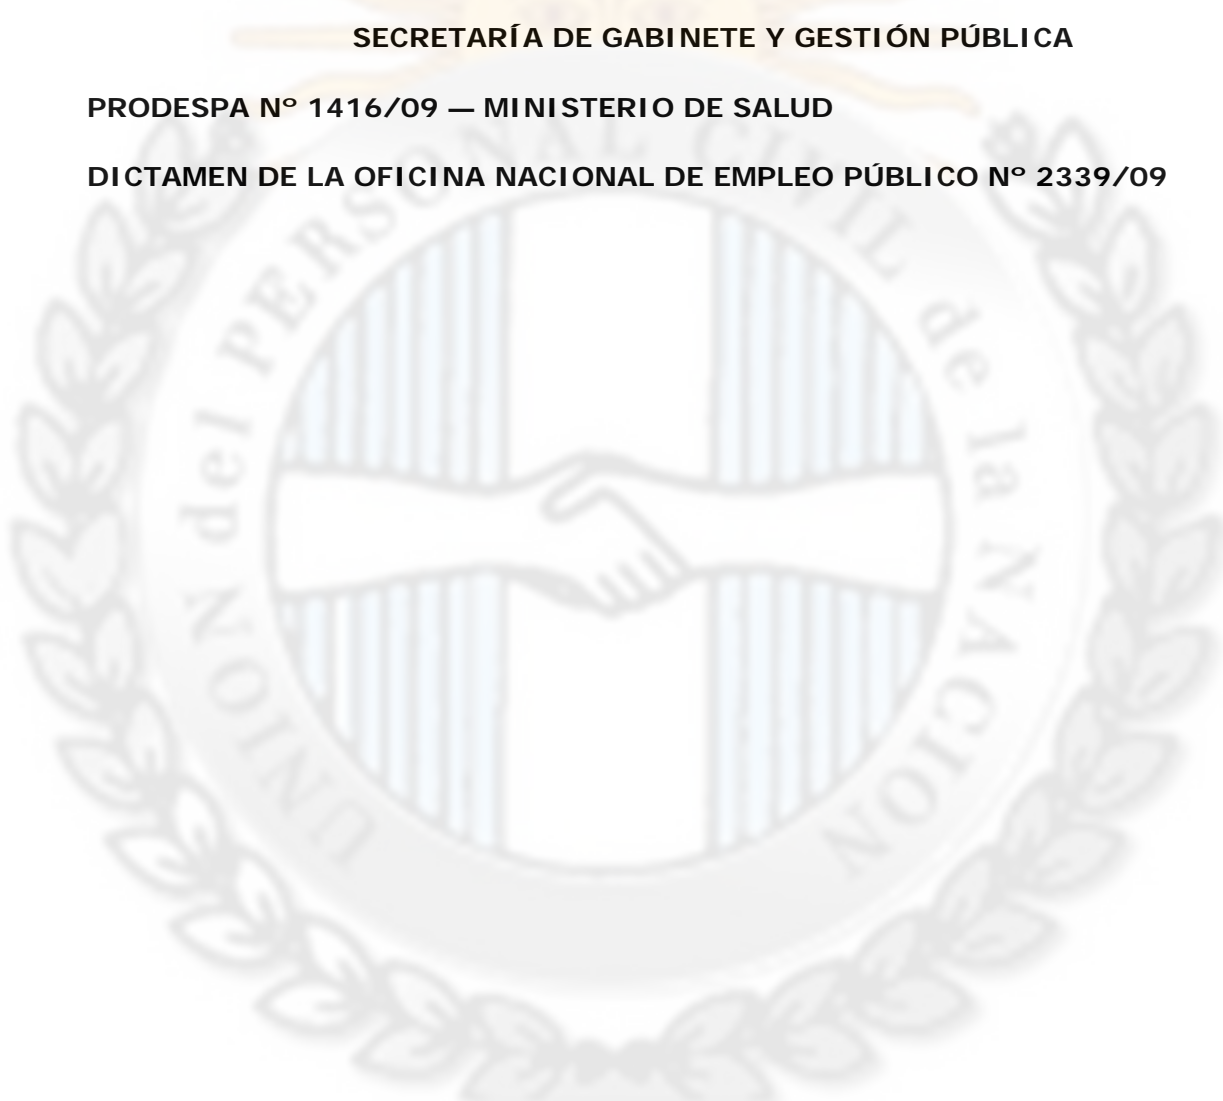 SECRETARÍA DE GABINETE Y GESTIÓN PÚBLICA
PRODESPA Nº 1416/09 — MINISTERIO DE SALUD
DICTAMEN DE LA OFICINA NACIONAL DE EMPLEO PÚBLICO Nº 2339/09
UNION del PERSONAL CIVIL de la NACION